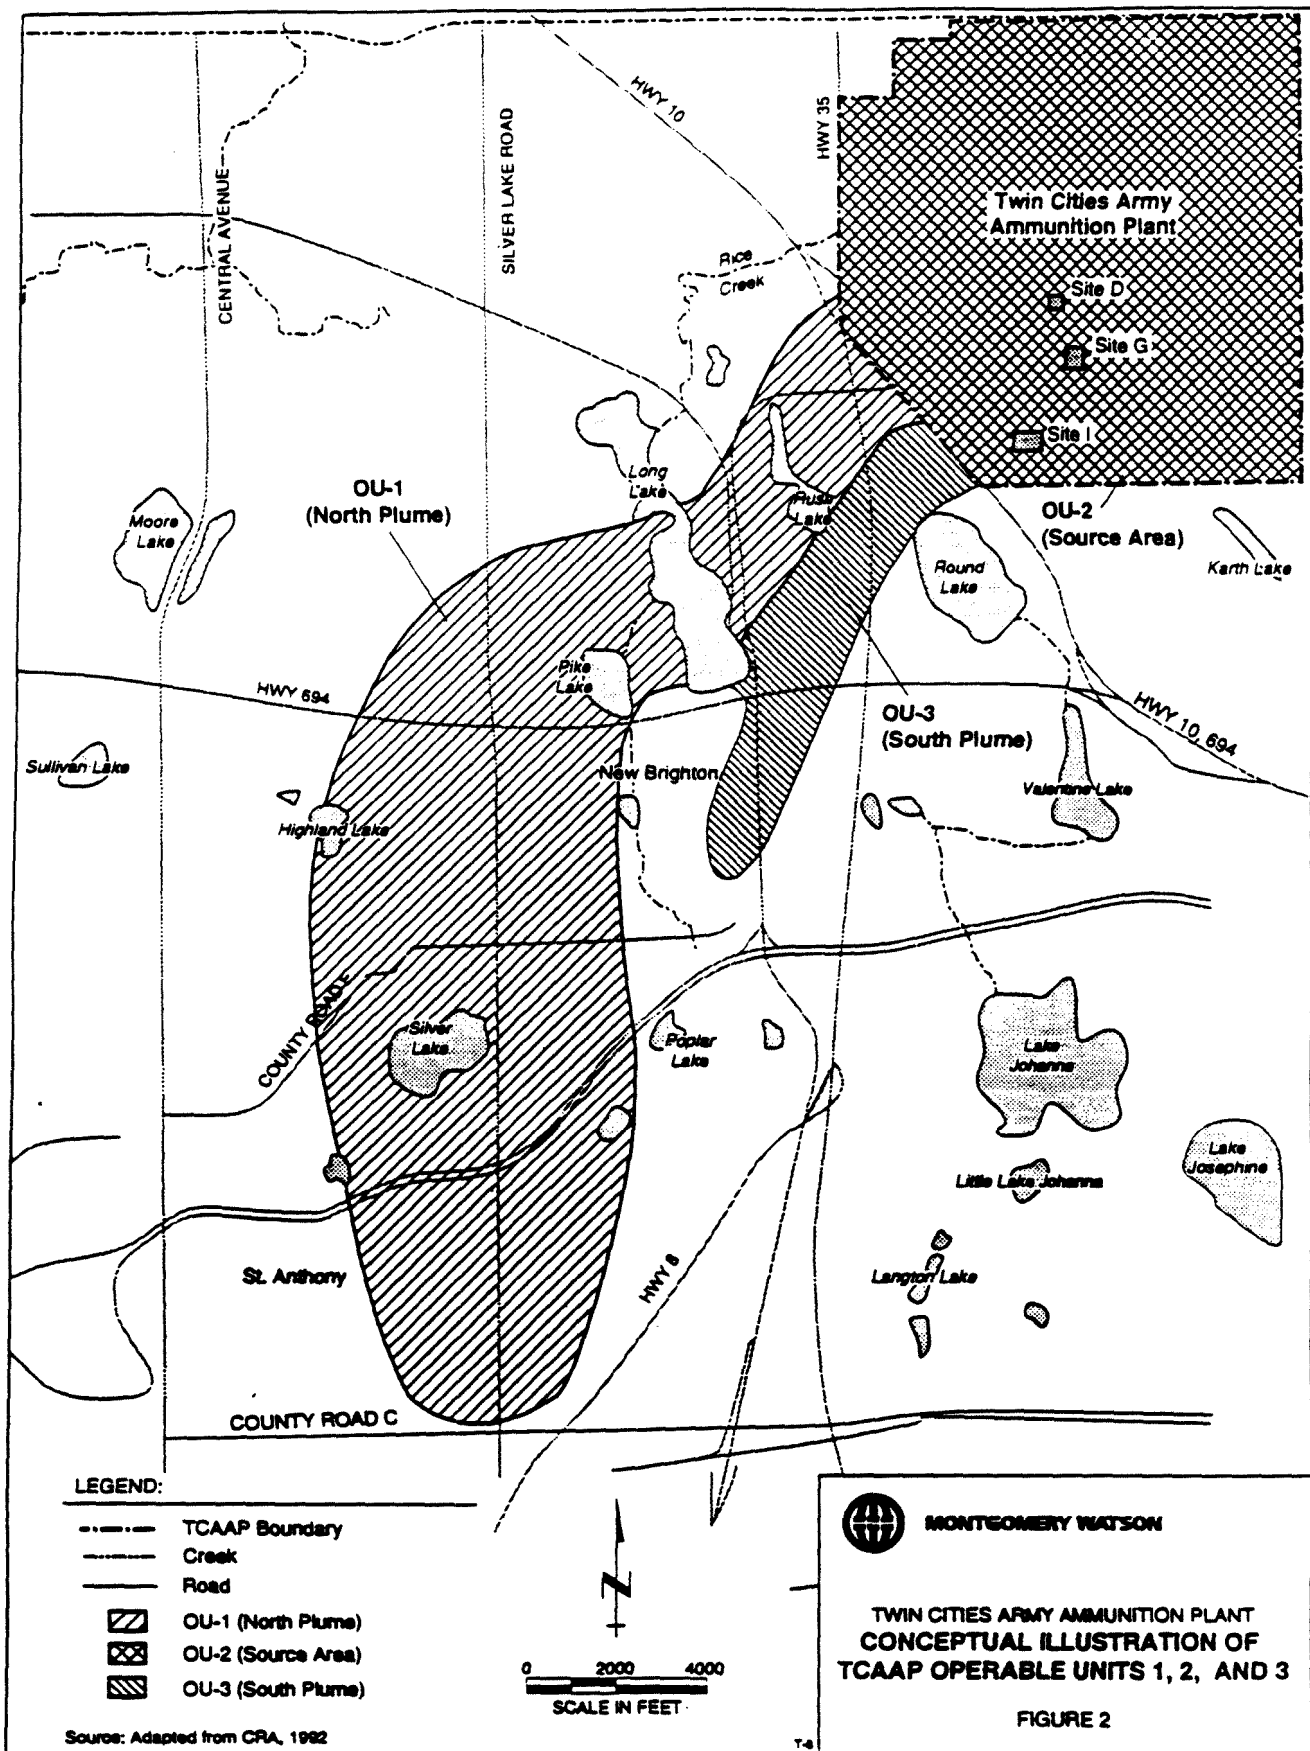 HWY 10
HWY 35
SILVER LAKE ROAD
CENTRAL AVENUE
Twin Cities Army
Ammunition Plant
Rice
Creek
Site D
Site G
Site I
Long
Lake
OU-1
(North Plume)
Rush
Lake
OU-2
(Source Area)
Moore
Lake
Round
Lake
Karth Lake
Pike
Lake
HWY 694
OU-3
(South Plume)
HWY 10, 694
Sullivan Lake
New Brighton
Valentine Lake
Highland Lake
COUNTY ROAD E
Silver
Lake
Poplar
Lake
Lake
Johanna
Lake
Josephine
Little Lake Johanna
St. Anthony
HWY 8
Langton Lake
COUNTY ROAD C
LEGEND:
TCAAP Boundary
Creek
Road
OU-1 (North Plume)
OU-2 (Source Area)
OU-3 (South Plume)
Source: Adapted from CRA, 1992
N
0 2000 4000
SCALE IN FEET
MONTGOMERY WATSON
TWIN CITIES ARMY AMMUNITION PLANT
CONCEPTUAL ILLUSTRATION OF
TCAAP OPERABLE UNITS 1, 2, AND 3
FIGURE 2